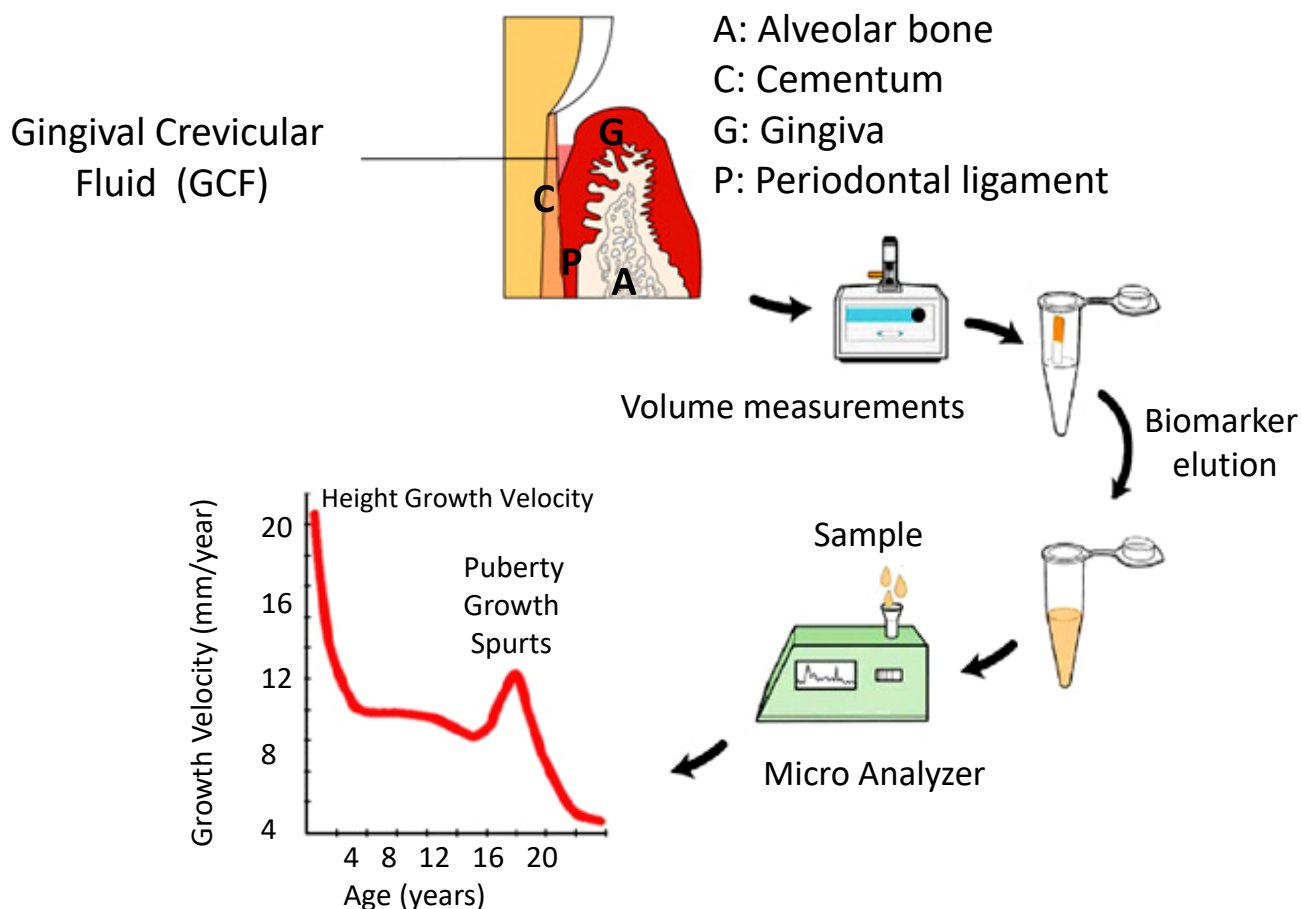 A: Alveolar bone
C: Cementum
G: Gingiva
P: Periodontal ligament
Gingival Crevicular
Fluid (GCF)
G
C
P
A
Volume measurements
Biomarker
elution
Sample
Micro Analyzer
Height Growth Velocity
Puberty
Growth
Spurts
Growth Velocity (mm/year)
20
16
12
8
4
4 8 12 16 20
Age (years)